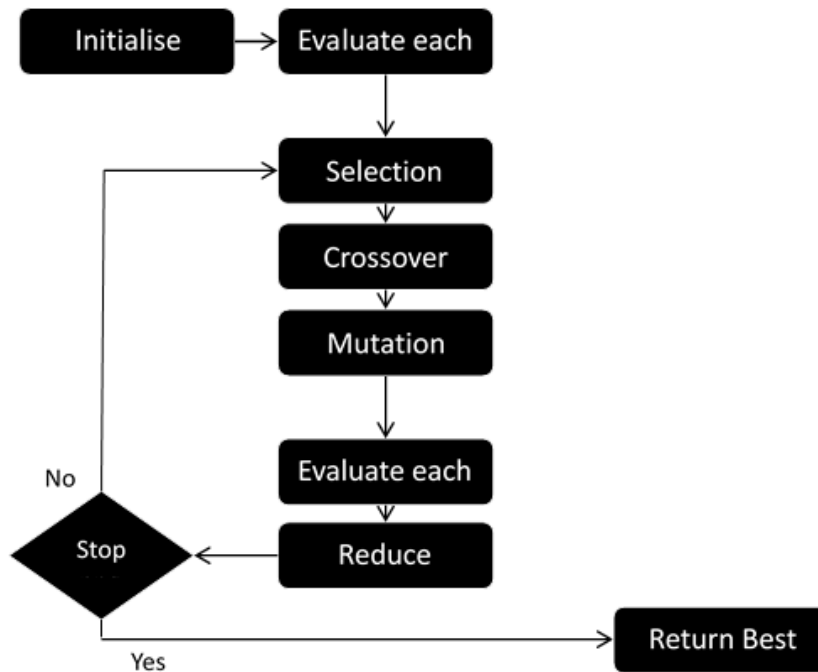 Initialise
Evaluate each
Selection
Crossover
Mutation
Evaluate each
Reduce
No
Stop
Yes
Return Best